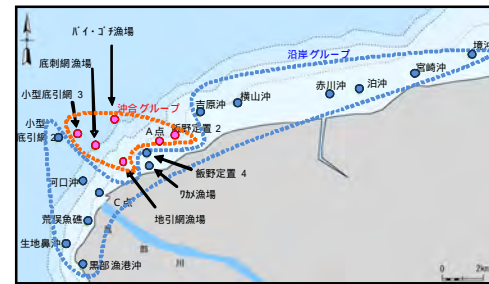 バイ・ゴチ漁場
底刺網漁場
小型底引網 3
沖合グループ
沿岸グループ
境沖
宮崎沖
泊沖
赤川沖
横山沖
吉原沖
小型
底引網 2
A点
飯野定置 2
飯野定置 4
ワカメ漁場
地引網漁場
河口沖
C点
荒俣魚礁
生地鼻沖
黒部漁港沖
黒
部
川
0 2km